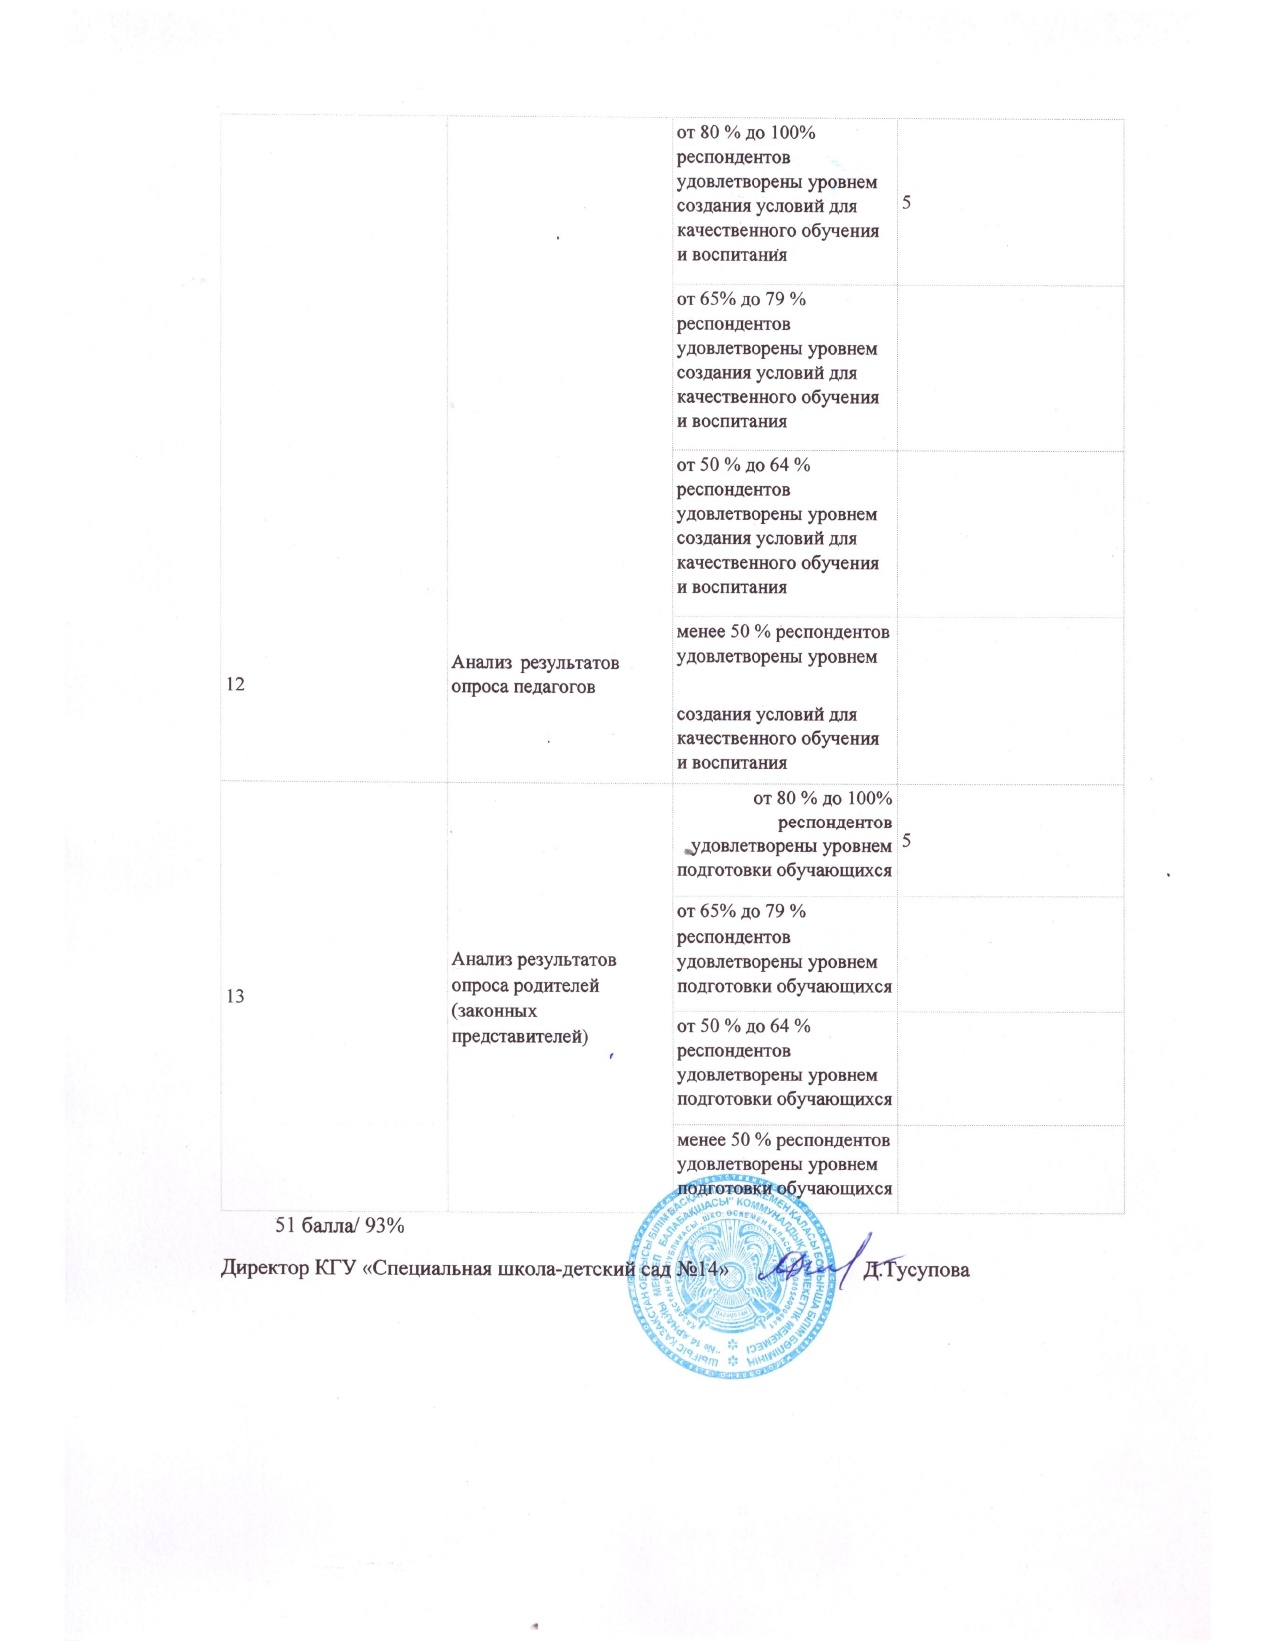 от 80 % до 100%
респондентов
удовлетворены уровнем
создания условий для
качественного обучения
и воспитания
5
от 65% до 79 %
респондентов
удовлетворены уровнем
создания условий для
качественного обучения
и воспитания
от 50 % до 64 %
респондентов
удовлетворены уровнем
создания условий для
качественного обучения
и воспитания
12
Анализ результатов
опроса педагогов
менее 50 % респондентов
удовлетворены уровнем
создания условий для
качественного обучения
и воспитания
от 80 % до 100%
респондентов
удовлетворены уровнем
подготовки обучающихся
5
13
Анализ результатов
опроса родителей
(законных
представителей)
от 65% до 79 %
респондентов
удовлетворены уровнем
подготовки обучающихся
от 50 % до 64 %
респондентов
удовлетворены уровнем
подготовки обучающихся
менее 50 % респондентов
удовлетворены уровнем
подготовки обучающихся
51 балла/ 93%
Директор КГУ «Специальная школа-детский сад №14» Д.Тусупова